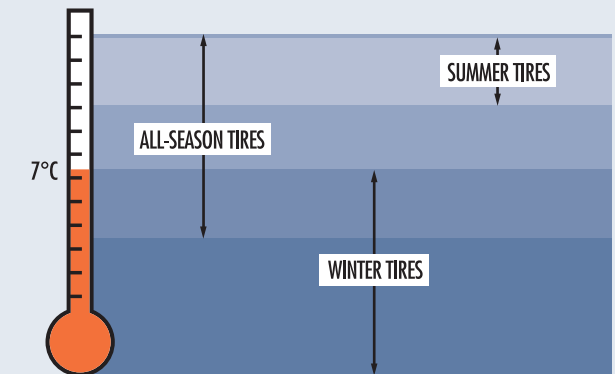 SUMMER TIRES
ALL-SEASON TIRES
7°C
WINTER TIRES